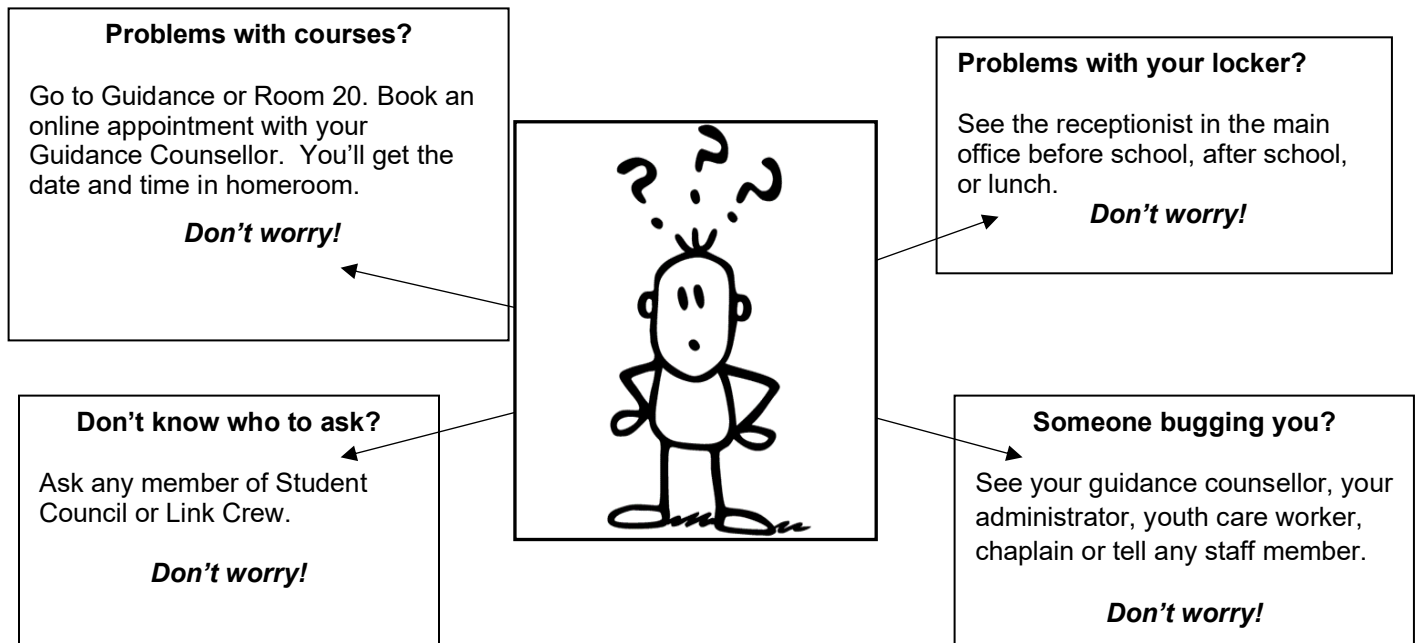 Problems with courses?
Go to Guidance or Room 20. Book an
online appointment with your
Guidance Counsellor.  You’ll get the
date and time in homeroom.
Don’t worry!
Problems with your locker?
See the receptionist in the main
office before school, after school,
or lunch.
Don’t worry!
? ? ?
Don’t know who to ask?
Ask any member of Student
Council or Link Crew.
Don’t worry!
Someone bugging you?
See your guidance counsellor, your
administrator, youth care worker,
chaplain or tell any staff member.
Don’t worry!